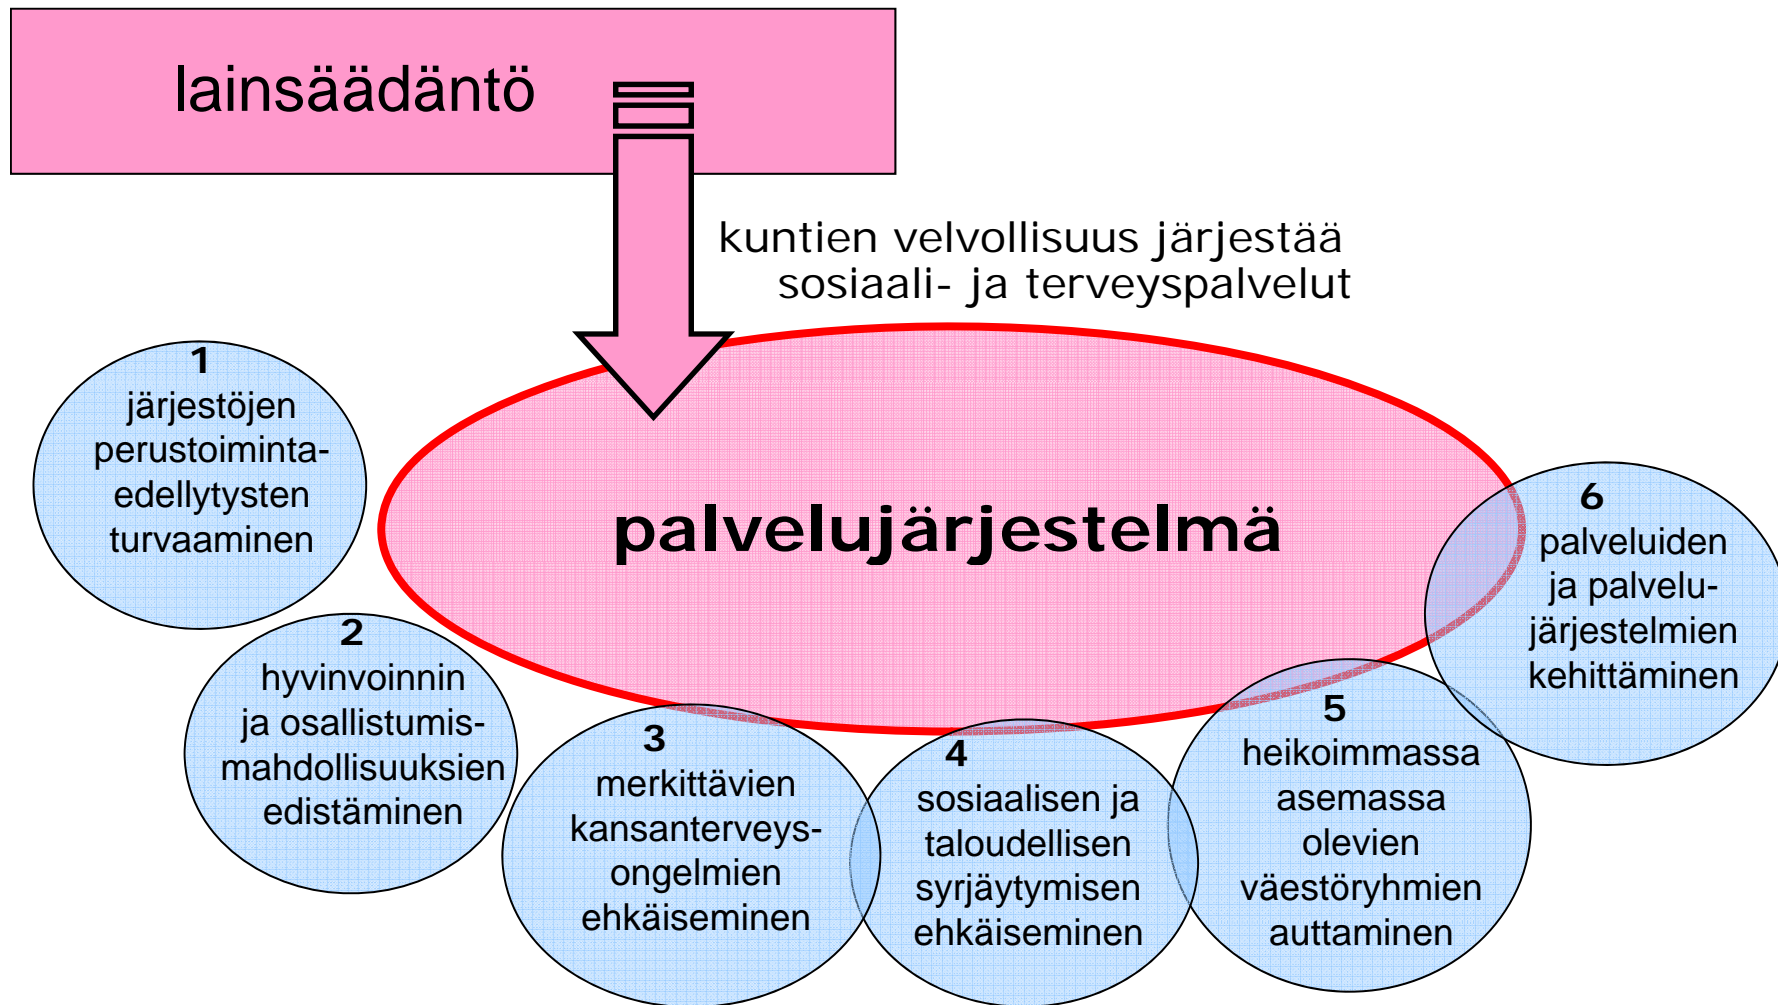 lainsäädäntö
kuntien velvollisuus järjestää
sosiaali- ja terveyspalvelut
palvelujärjestelmä
1
järjestöjen
perustoiminta-
edellytysten
turvaaminen
2
hyvinvoinnin
ja osallistumis-
mahdollisuuksien
edistäminen
3
merkittävien
kansanterveys-
ongelmien
ehkäiseminen
4
sosiaalisen ja
taloudellisen
syrjäytymisen
ehkäiseminen
5
heikoimmassa
asemassa
olevien
väestöryhmien
auttaminen
6
palveluiden
ja palvelu-
järjestelmien
kehittäminen